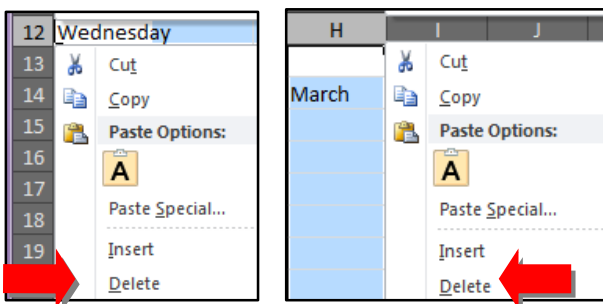 12 Wednesday
13 Cut
14 Copy
15 Paste Options:
16 A
17
18 Paste Special...
19 Insert
Delete
H I J
Cut
March Copy
Paste Options:
A
Paste Special...
Insert
Delete